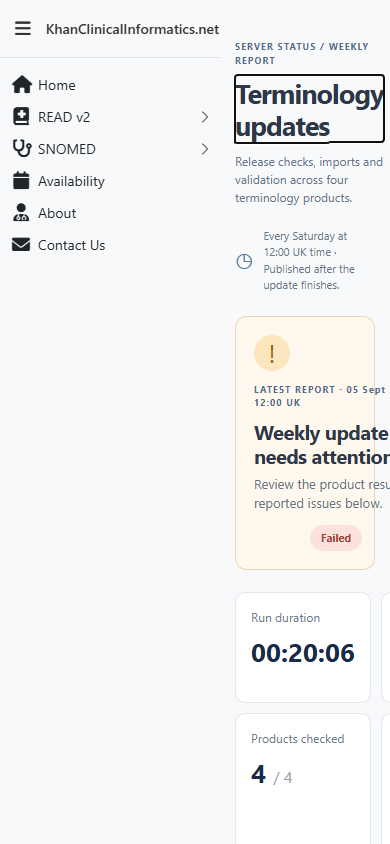 KhanClinicalInformatics.net
Home
READ v2
SNOMED
Availability
About
Contact Us
SERVER STATUS / WEEKLY
REPORT
Terminology
updates
Release checks, imports and
validation across four
terminology products.
Every Saturday at
12:00 UK time ·
Published after the
update finishes.
!
LATEST REPORT · 05 Sept
12:00 UK
Weekly update
needs attention
Review the product resu
reported issues below.
Failed
Run duration
00:20:06
Products checked
4 / 4